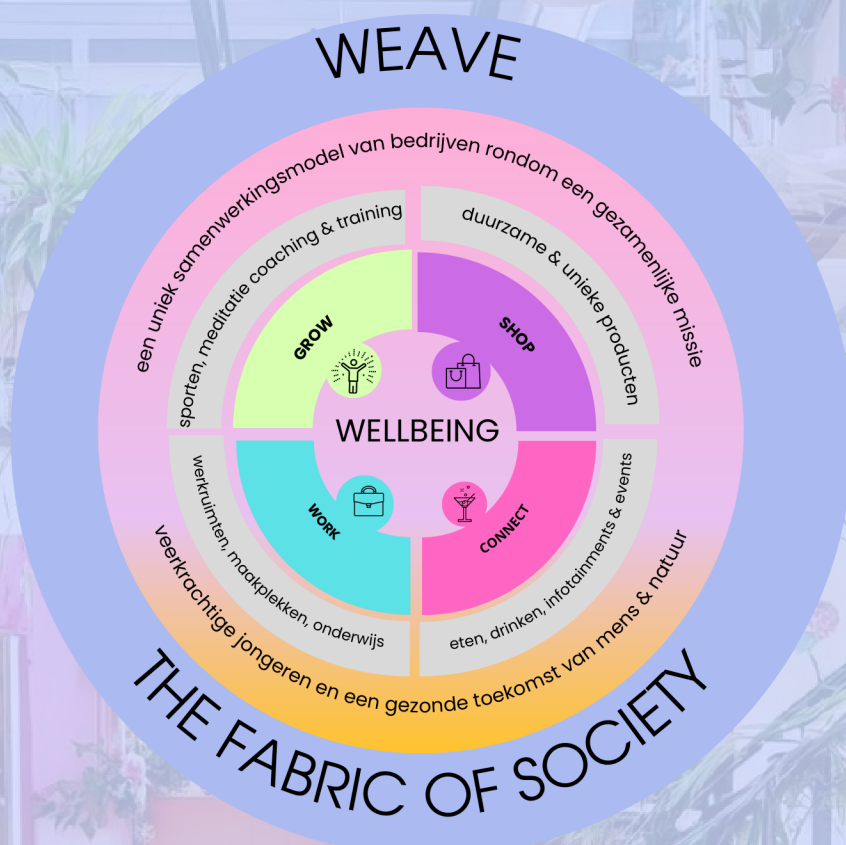 WEAVE
een uniek samenwerkingsmodel van bedrijven rondom een gezamenlijke missie
sporten, meditatie coaching & training
duurzame & unieke producten
GROW
SHOP
WELLBEING
WORK
CONNECT
werkruimten, maakplekken, onderwijs
eten, drinken, infotainments & events
veerkrachtige jongeren en een gezonde toekomst van mens & natuur
THE FABRIC OF SOCIETY